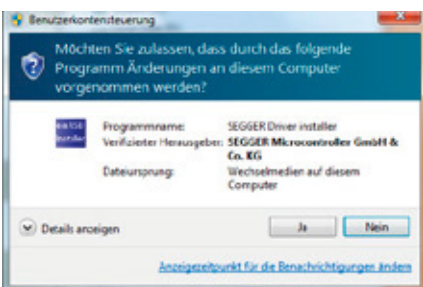 Benutzerkontensteuerung
Möchten Sie zulassen, dass durch das folgende
Programm Änderungen an diesem Computer
vorgenommen werden?
Programmname: SEGGER Driver installer
Verifizierter Herausgeber: SEGGER Microcontroller GmbH &
Co. KG
Dateiursprung: Wechselmedien auf diesem
Computer
Details anzeigen
Ja
Nein
Anzeigezeitpunkt für die Benachrichtigungen ändern